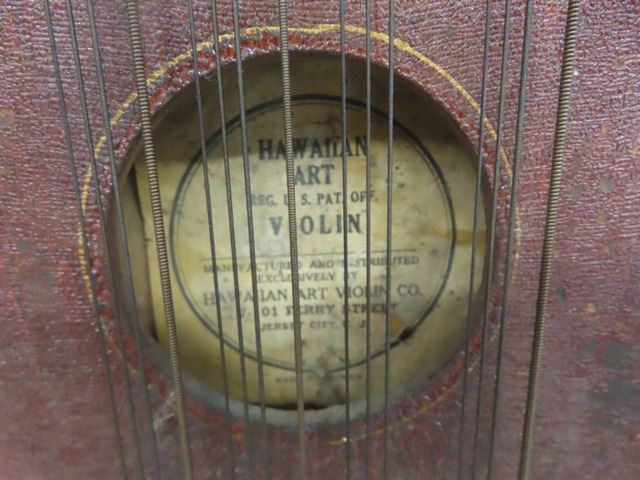 HAWAIIAN
ART
REG. U. S. PAT. OFF.
VIOLIN
MANUFACTURED AND DISTRIBUTED
EXCLUSIVELY BY
HAWAIIAN ART VIOLIN CO.
01 FERRY STREET
JERSEY CITY, N. J.